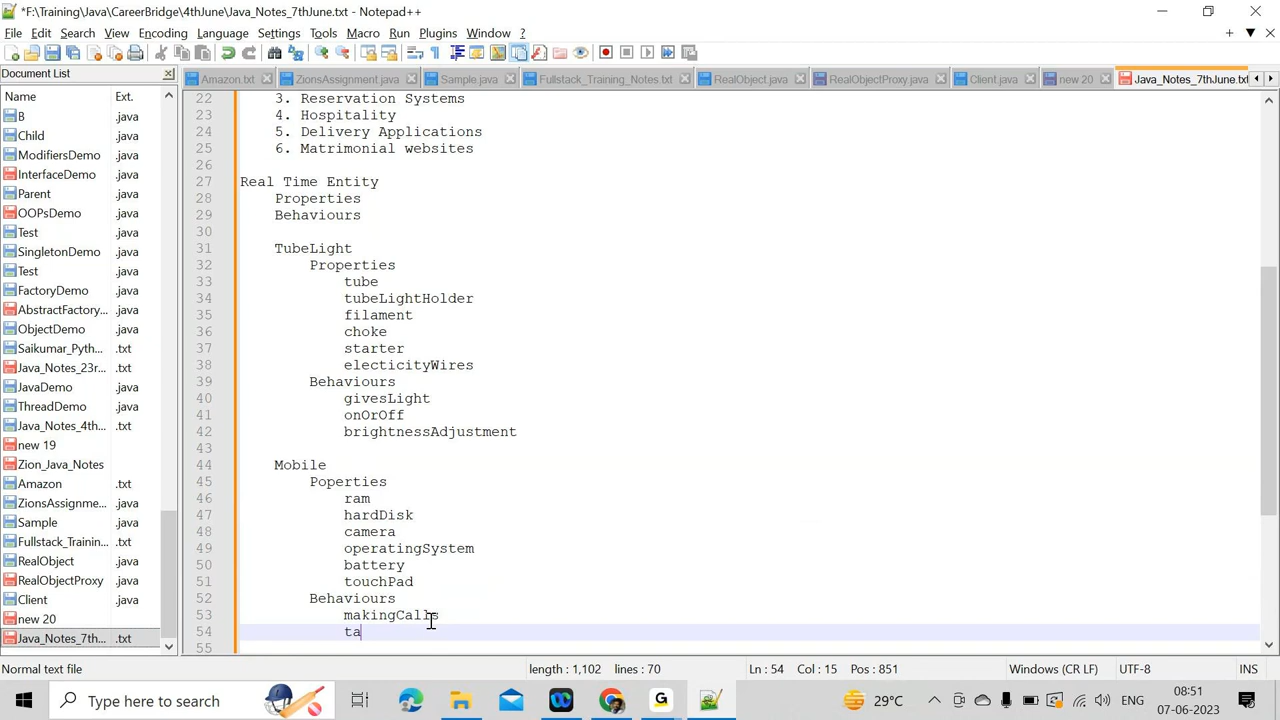 *F:\Training\Java\CareerBridge\4thJune\Java_Notes_7thJune.txt - Notepad++
File Edit Search View Encoding Language Settings Tools Macro Run Plugins Window ?
Document List
Amazon.txt ZionsAssignment.java Sample.java Fullstack_Training_Notes.txt RealObject.java RealObjectProxy.java Client.java new 20 Java_Notes_7thJune.txt
Name Ext.
B .java
Child .java
ModifiersDemo .java
InterfaceDemo .java
Parent .java
OOPsDemo .java
Test .java
SingletonDemo .java
Test .java
FactoryDemo .java
AbstractFactory... .java
ObjectDemo .java
Saikumar_Pyth... .txt
Java_Notes_23r... .txt
JavaDemo .java
ThreadDemo .java
Java_Notes_4th... .txt
new 19
Zion_Java_Notes
Amazon .txt
ZionsAssignme... .java
Sample .java
Fullstack_Trainin... .txt
RealObject .java
RealObjectProxy .java
Client .java
new 20
Java_Notes_7th... .txt
22 3. Reservation Systems
23 4. Hospitality
24 5. Delivery Applications
25 6. Matrimonial websites
26
27 Real Time Entity
28 Properties
29 Behaviours
30
31 TubeLight
32 Properties
33 tube
34 tubeLightHolder
35 filament
36 choke
37 starter
38 electicityWires
39 Behaviours
40 givesLight
41 onOrOff
42 brightnessAdjustment
43
44 Mobile
45 Poperties
46 ram
47 hardDisk
48 camera
49 operatingSystem
50 battery
51 touchPad
52 Behaviours
53 makingCalls
54 ta
55
Normal text file length : 1,102 lines : 70 Ln : 54 Col : 15 Pos : 851 Windows (CR LF) UTF-8 INS
Type here to search 29°C ENG 08:51
07-06-2023